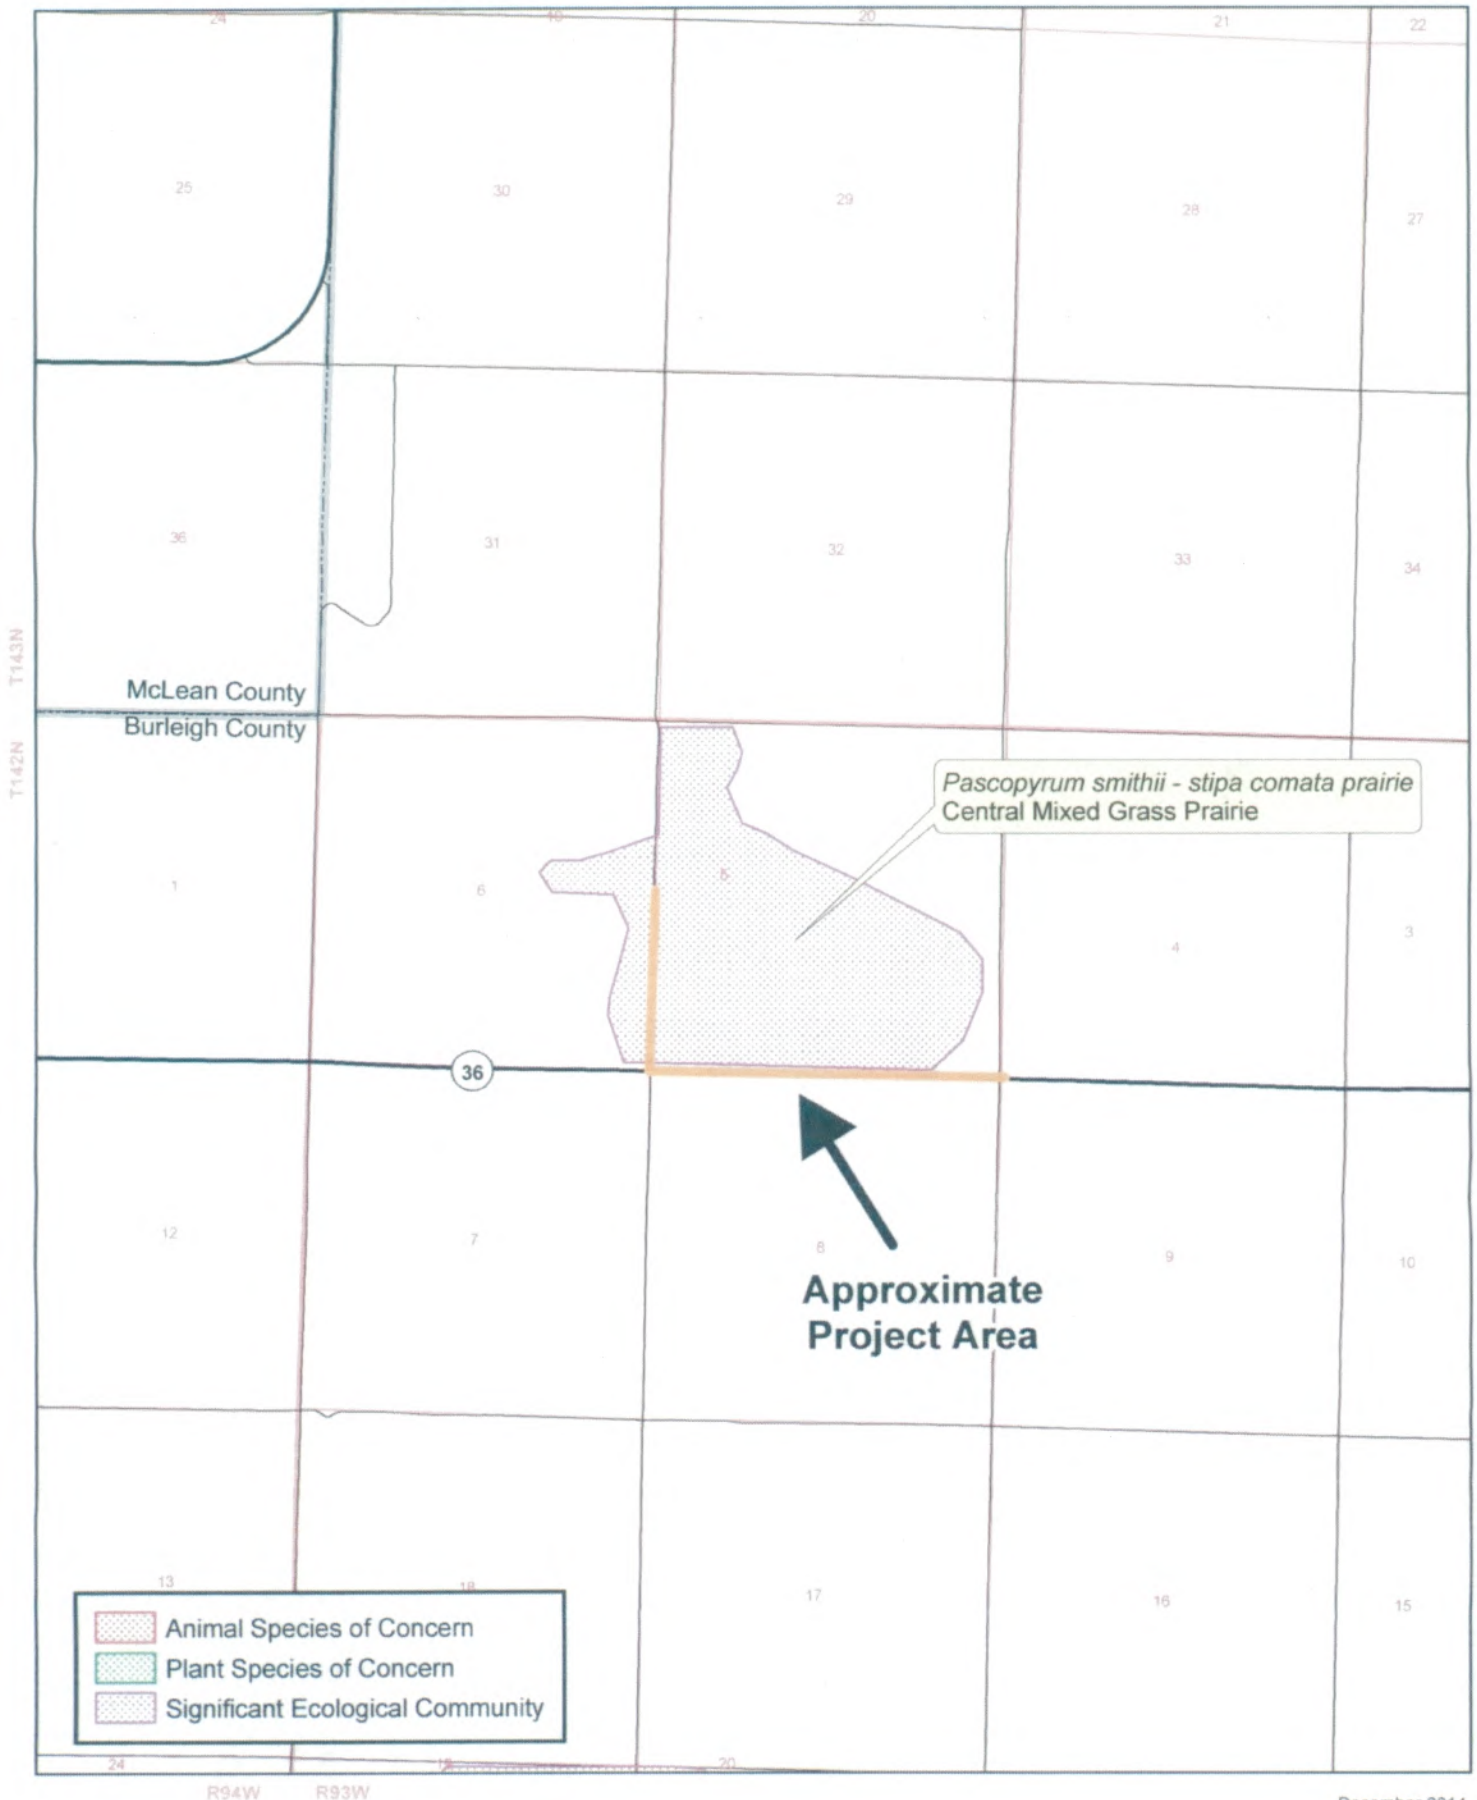 24
20
21
22
25
30
29
28
27
36
31
32
33
34
T143N
McLean County
Burleigh County
T142N
Pascopyrum smithii - stipa comata prairie
Central Mixed Grass Prairie
1
6
5
4
3
36
12
7
8
9
10
Approximate
Project Area
13
18
17
16
15
Animal Species of Concern
Plant Species of Concern
Significant Ecological Community
24
20
R94W
R93W